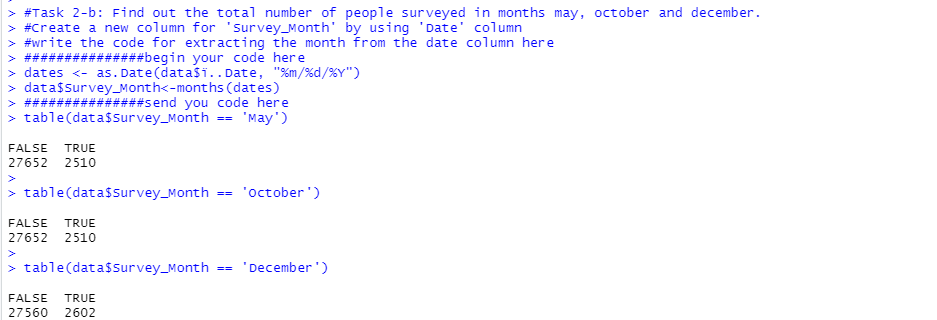 > #Task 2-b: Find out the total number of people surveyed in months may, october and december.
> #Create a new column for 'Survey_Month' by using 'Date' column
> #write the code for extracting the month from the date column here
> ###############begin your code here
> dates <- as.Date(data$ï..Date, "%m/%d/%Y")
> data$Survey_Month<-months(dates)
> ###############send you code here
> table(data$Survey_Month == 'May')
FALSE  TRUE
27652  2510
>
> table(data$Survey_Month == 'October')
FALSE  TRUE
27652  2510
>
> table(data$Survey_Month == 'December')
FALSE  TRUE
27560  2602